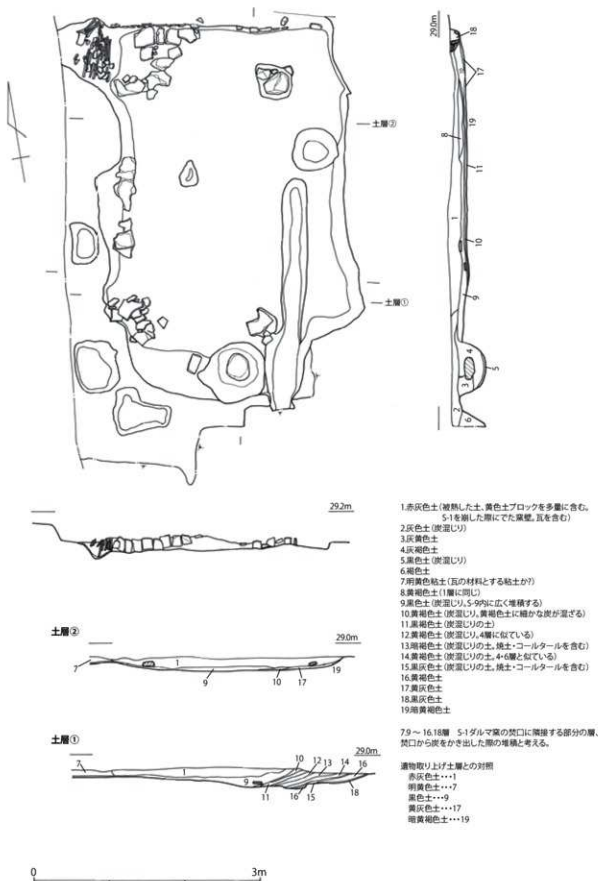 29.0m
18
17
19
8
11
1
10
9
4
5
3
2
6
土層②
土層①
29.2m
土層②
29.0m
7
1
9
10
17
19
土層①
29.0m
7
1
9
10
12
13
14
16
11
16
15
18
0
3m
1.赤灰色土(被熱した土、黄色土ブロックを多量に含む。
S-1を崩した際にでた窯壁、瓦を含む)
2.灰色土(炭混じり)
3.灰黄色土
4.灰褐色土
5.黒色土(炭混じり)
6.褐色土
7.明黄色粘土(瓦の材料とする粘土か?)
8.黄褐色土(1層に同じ)
9.黒色土(炭混じり、S-9内に広く堆積する)
10.黄褐色土(炭混じり、黄褐色土に細かな炭が混ざる)
11.黒褐色土(炭混じりの土)
12.黄褐色土(炭混じり。4層に似ている)
13.暗灰褐色土(炭混じりの土。焼土・コールタールを含む)
14.黄褐色土(炭混じりの土。4・6層と似ている)
15.黒灰色土(炭混じりの土。焼土・コールタールを含む)
16.黄褐色土
17.黄灰色土
18.黒灰色土
19.暗黄褐色土
7.9～16.18層 S-1ダルマ窯の焚口に隣接する部分の層。
焚口から炭をかき出した際の堆積と考える。
遺物取り上げ土層との対照
赤灰色土･･･1
明黄色土･･･7
黒色土･･･9
黄灰色土･･･17
暗黄褐色土･･･19